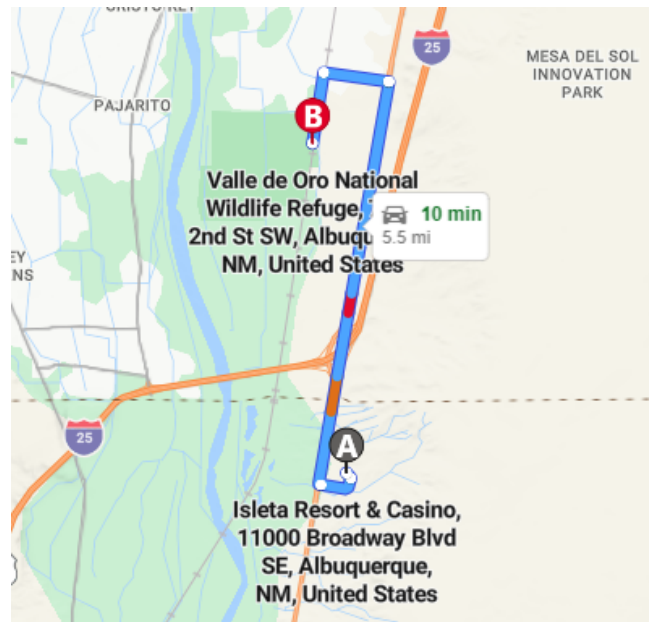 25
MESA DEL SOL
INNOVATION
PARK
PAJARITO
B
Valle de Oro National
Wildlife Refuge,
2nd St SW,
NM, United States
10 min
5.5 mi
25
A
Isleta Resort & Casino,
11000 Broadway Blvd
SE, Albuquerque,
NM, United States